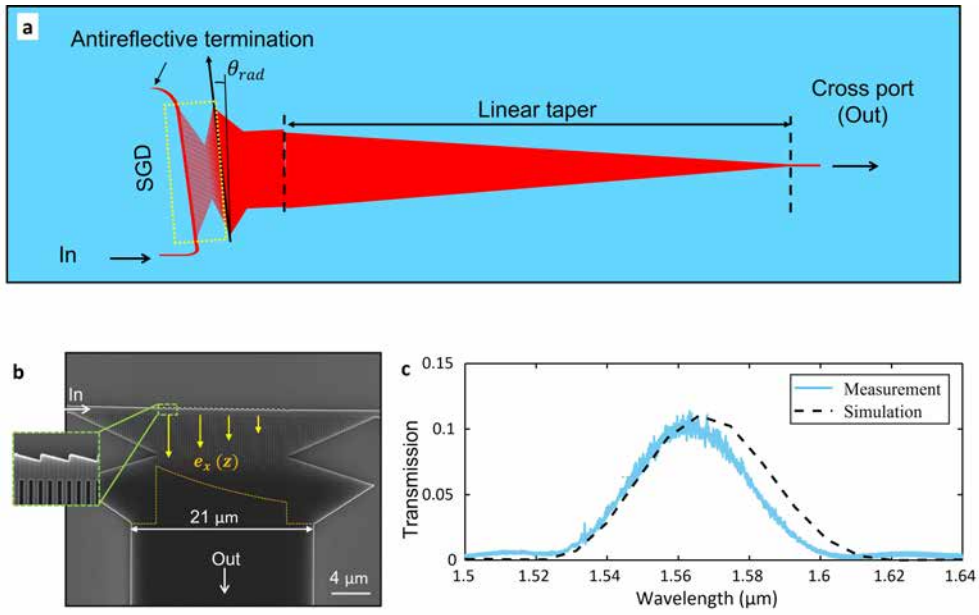 a
Antireflective termination
θrad
SGD
Linear taper
Cross port
(Out)
In
b
In
ex (z)
21 μm
Out
4 μm
c
0.15
0.1
0.05
0
Transmission
Measurement
Simulation
1.5
1.52
1.54
1.56
1.58
1.6
1.62
1.64
Wavelength (μm)